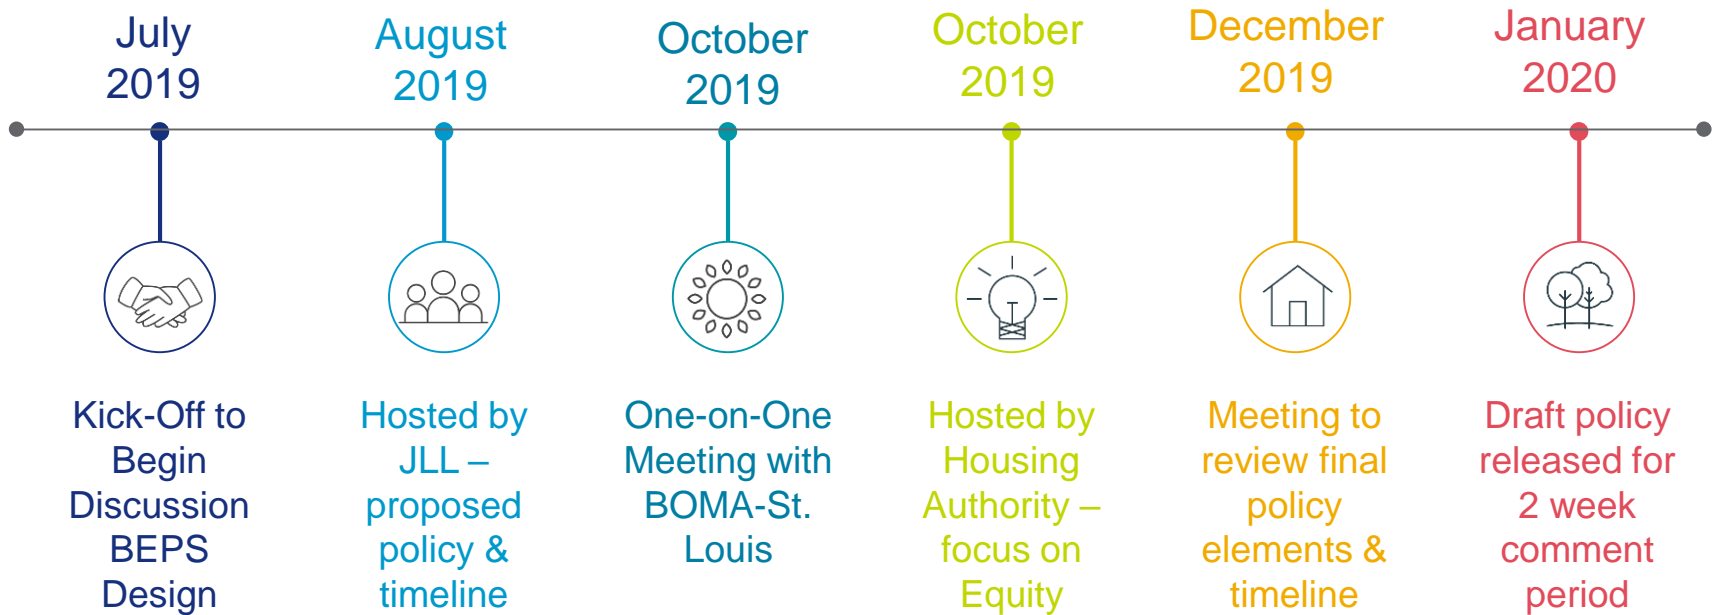 July
2019
August
2019
October
2019
October
2019
December
2019
January
2020
Kick-Off to
Begin
Discussion
BEPS
Design
Hosted by
JLL –
proposed
policy &
timeline
One-on-One
Meeting with
BOMA-St.
Louis
Hosted by
Housing
Authority –
focus on
Equity
Meeting to
review final
policy
elements &
timeline
Draft policy
released for
2 week
comment
period